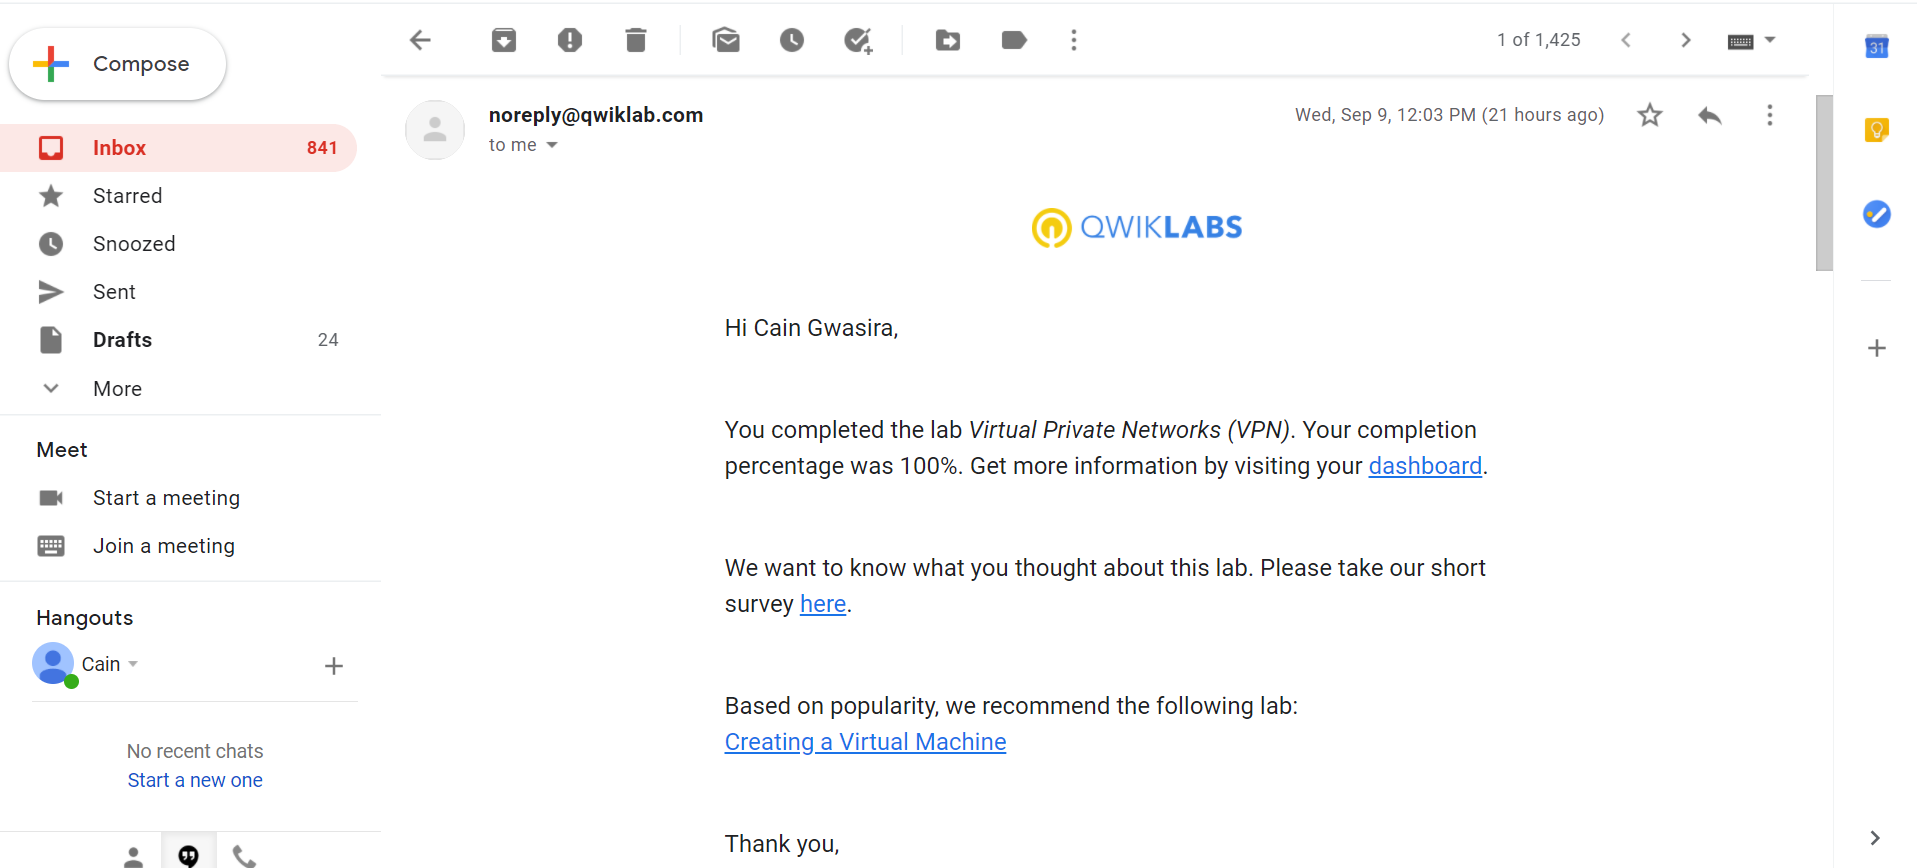 Compose
Inbox 841
Starred
Snoozed
Sent
Drafts 24
More
Meet
Start a meeting
Join a meeting
Hangouts
Cain
No recent chats
Start a new one
1 of 1,425
noreply@qwiklab.com
Wed, Sep 9, 12:03 PM (21 hours ago)
to me
QWIKLABS
Hi Cain Gwasira,
You completed the lab Virtual Private Networks (VPN). Your completion
percentage was 100%. Get more information by visiting your dashboard.
We want to know what you thought about this lab. Please take our short
survey here.
Based on popularity, we recommend the following lab:
Creating a Virtual Machine
Thank you,
31